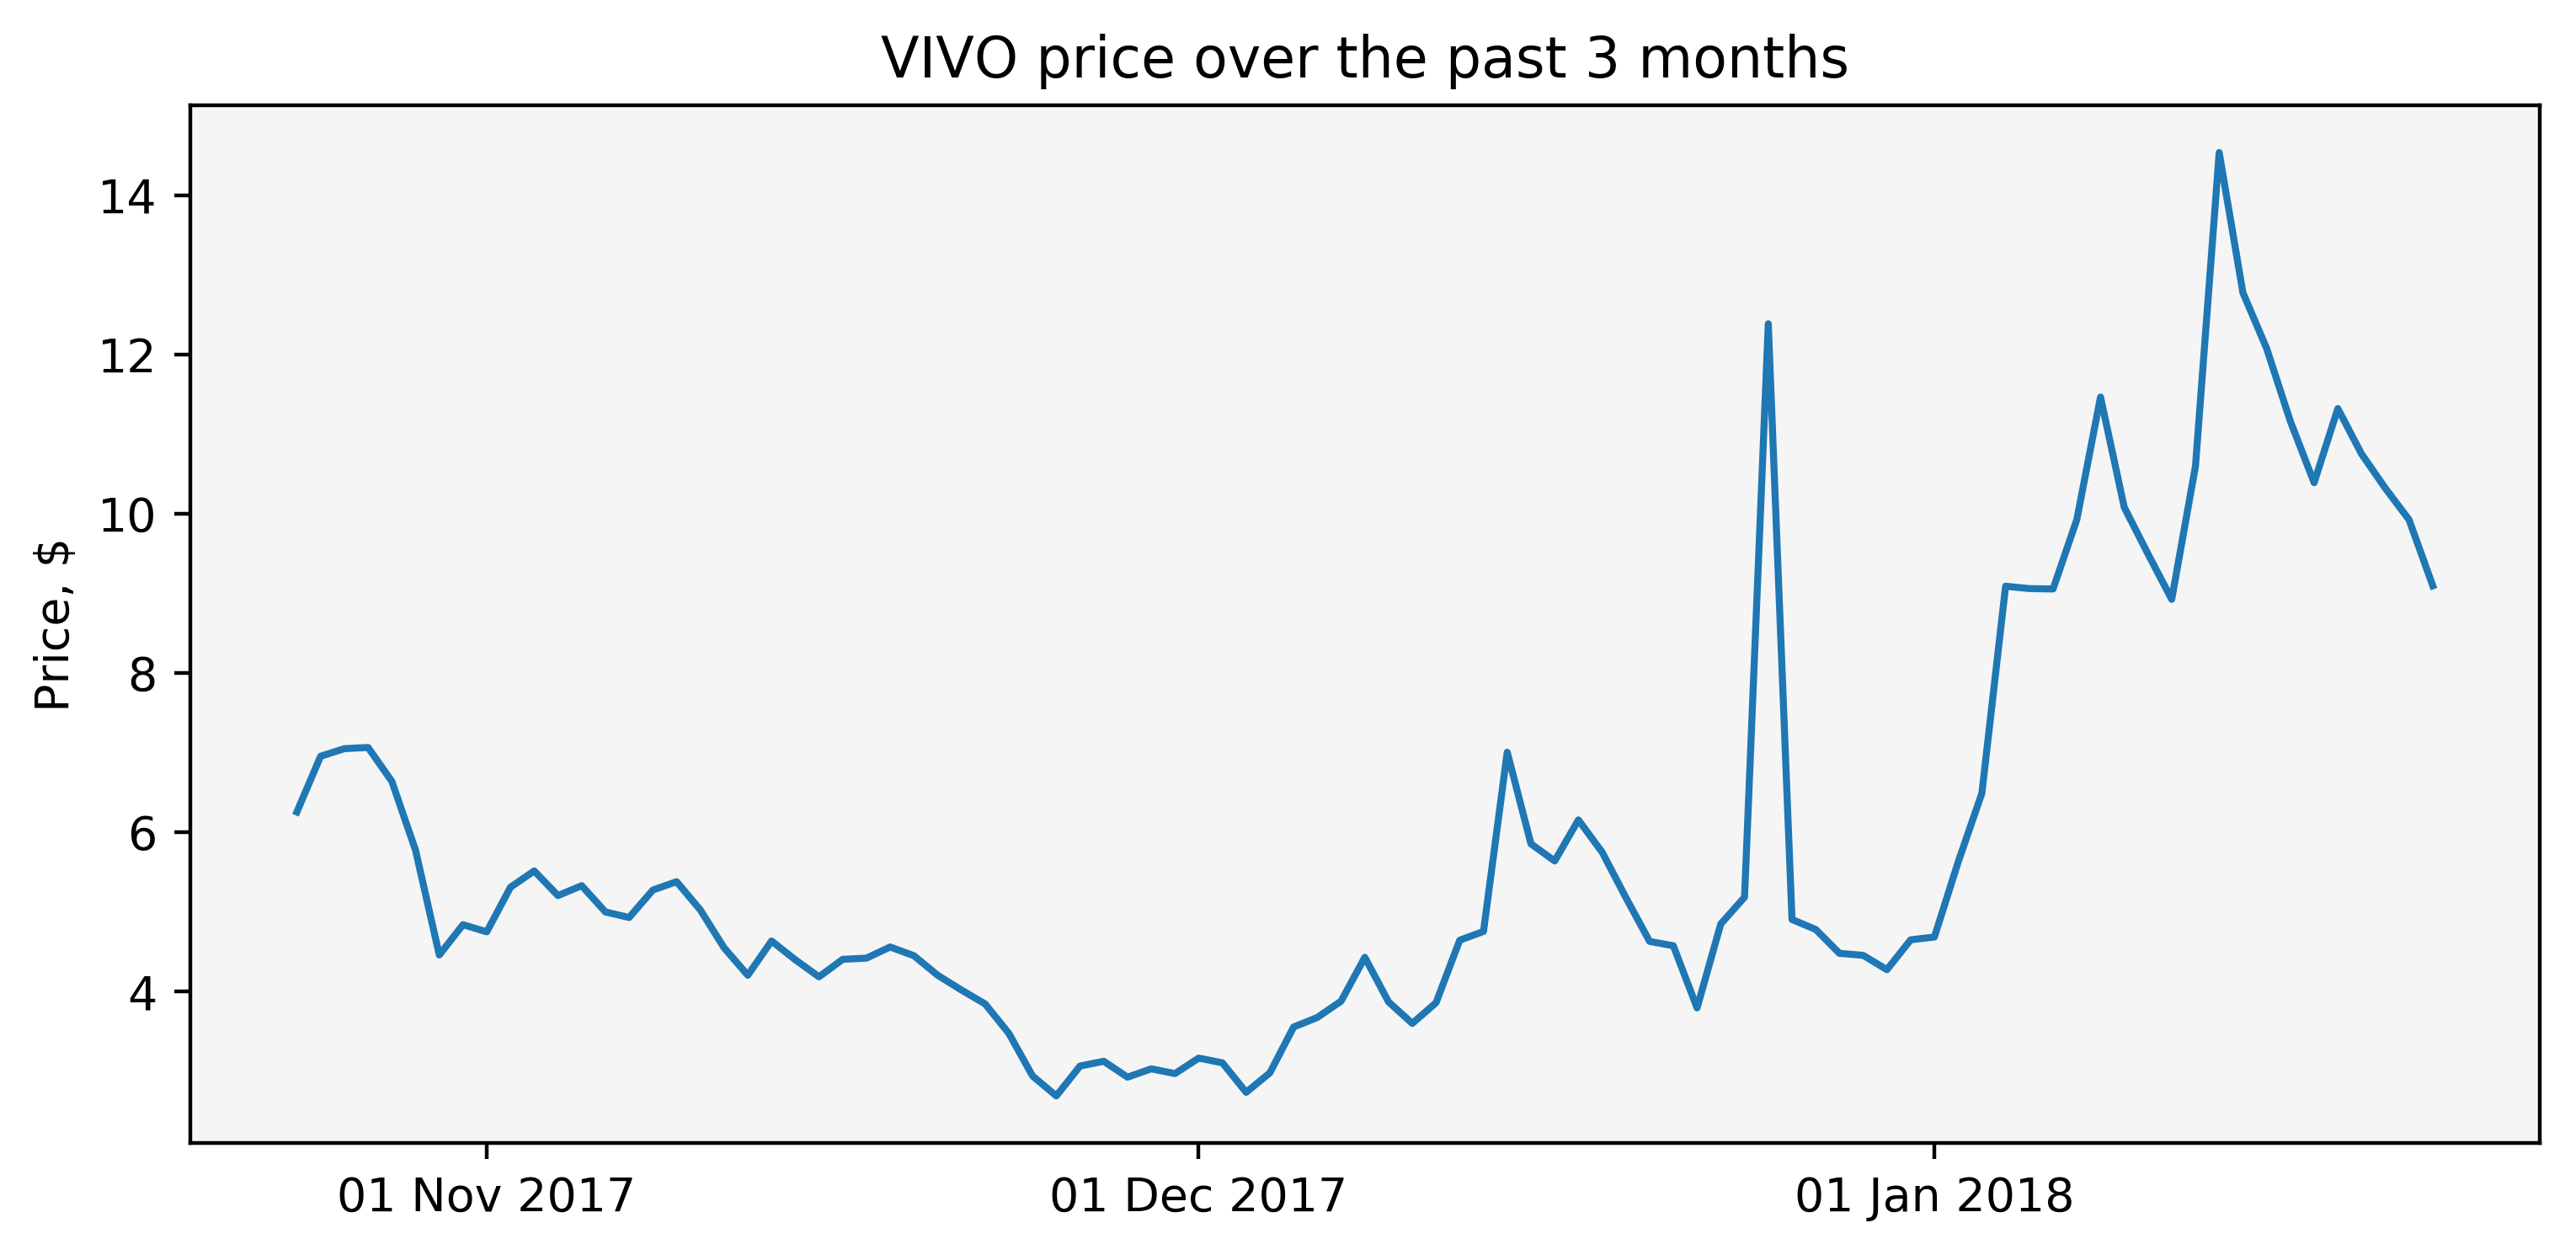 VIVO price over the past 3 months
Price, $
14
12
10
8
6
4
01 Nov 2017
01 Dec 2017
01 Jan 2018